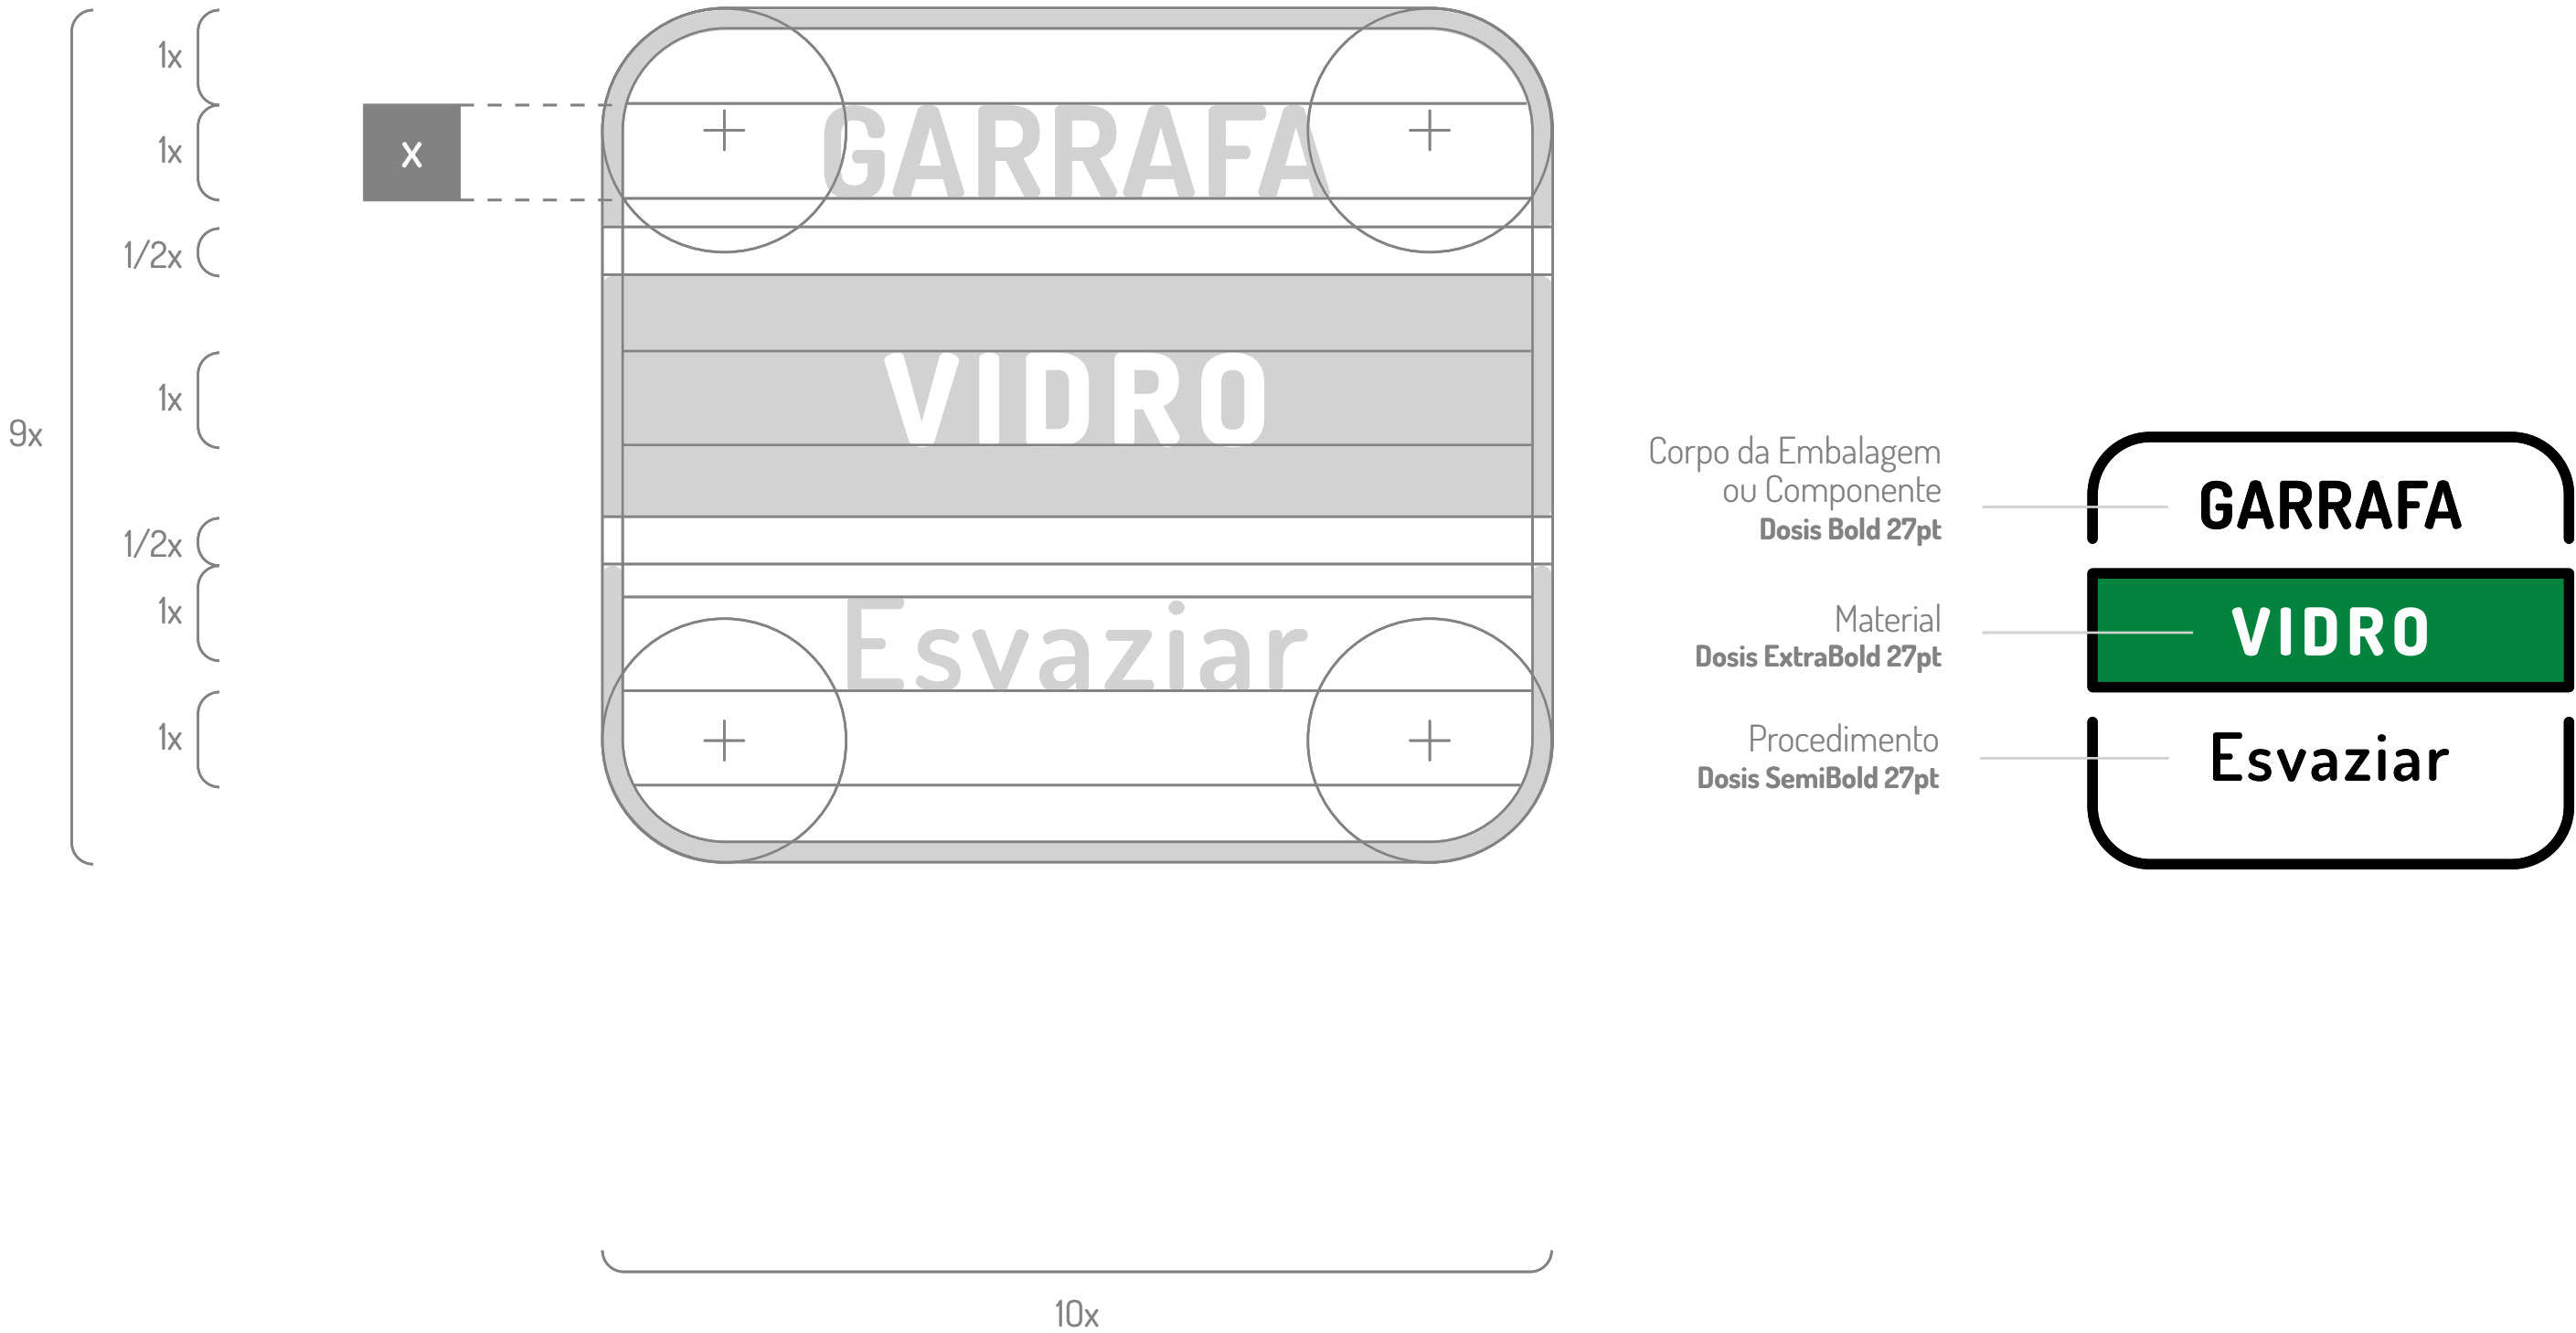 9x
1x
1x
1/2x
1x
1/2x
1x
1x
x
GARRAFA
VIDRO
Esvaziar
10x
Corpo da Embalagem
ou Componente
Dosis Bold 27pt
Material
Dosis ExtraBold 27pt
Procedimento
Dosis SemiBold 27pt
GARRAFA
VIDRO
Esvaziar